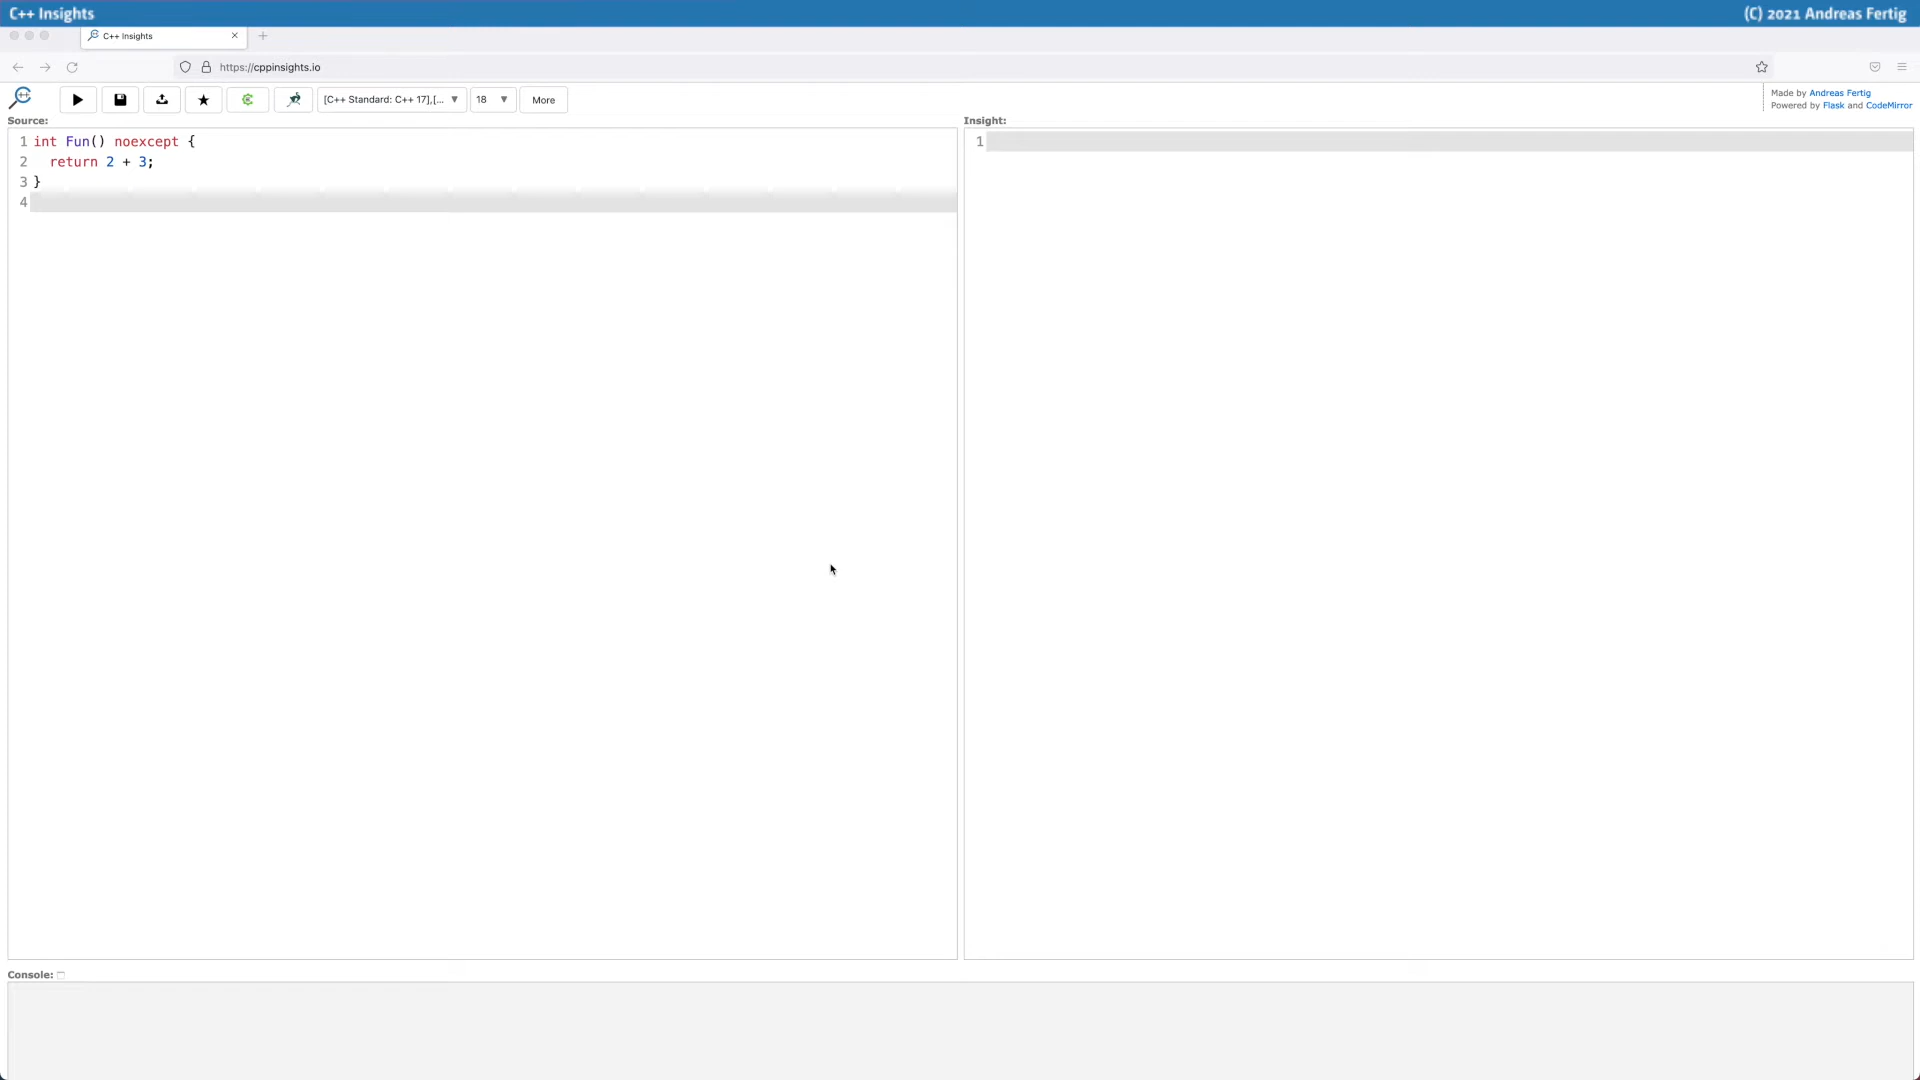 C++ Insights
(C) 2021 Andreas Fertig
C++ Insights
https://cppinsights.io
[C++ Standard: C++ 17],[...
18
More
Made by Andreas Fertig
Powered by Flask and CodeMirror
Source:
1 int Fun() noexcept {
2   return 2 + 3;
3 }
4
Insight:
1
Console: